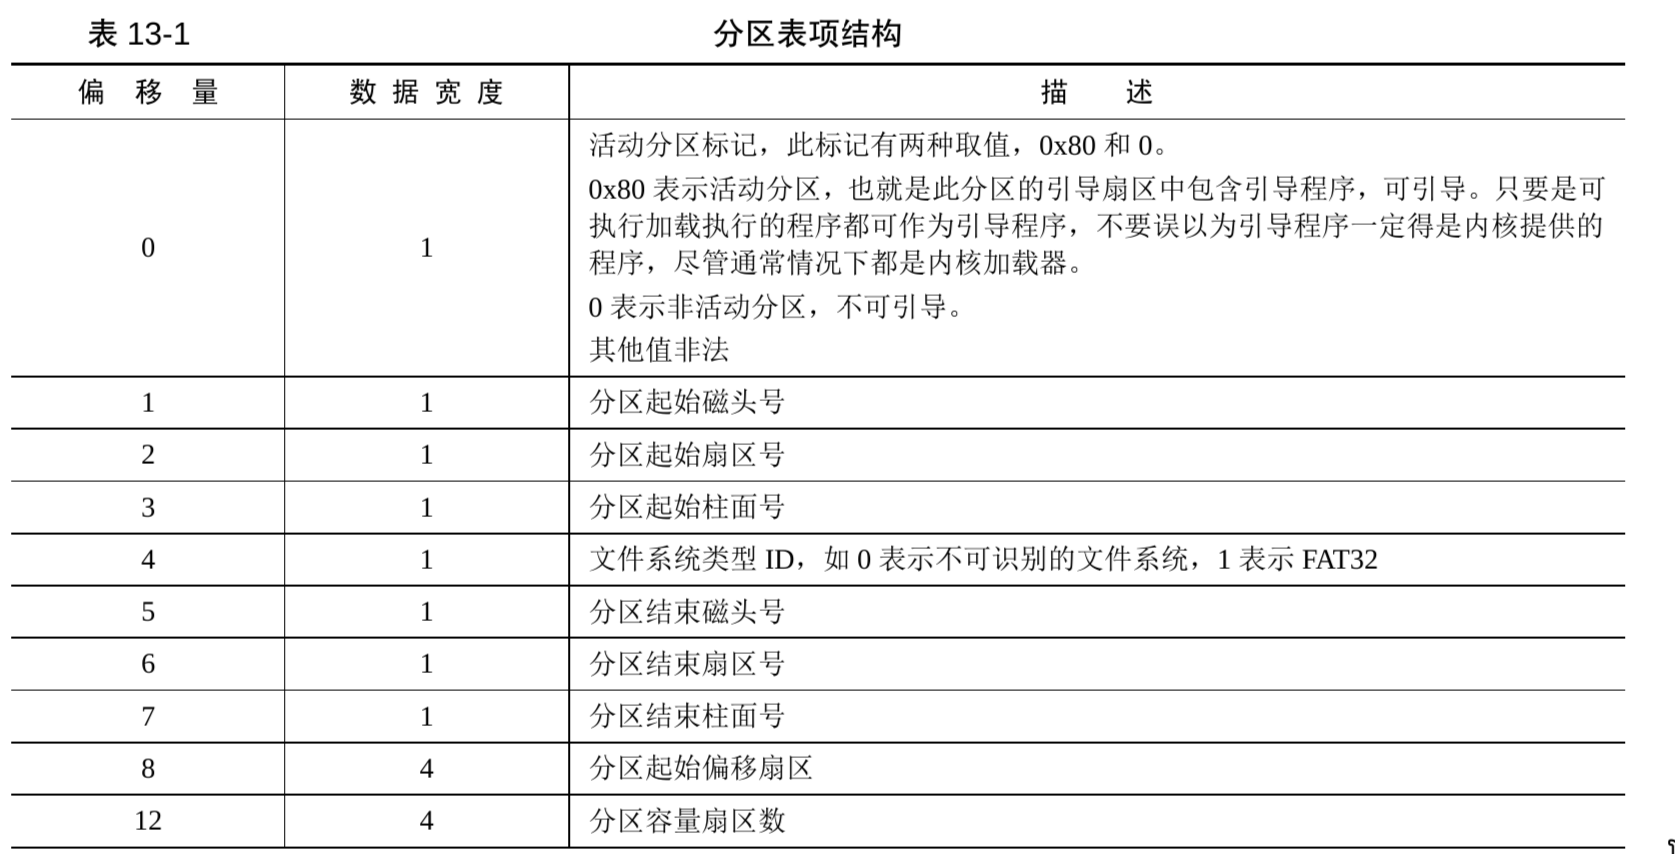 表 13-1 分区表项结构
偏 移 量 数 据 宽 度 描 述
活动分区标记，此标记有两种取值，0x80 和 0。
0x80 表示活动分区，也就是此分区的引导扇区中包含引导程序，可引导。只要是可
执行加载执行的程序都可作为引导程序，不要误以为引导程序一定得是内核提供的
0 1 程序，尽管通常情况下都是内核加载器。
0 表示非活动分区，不可引导。
其他值非法
1 1 分区起始磁头号
2 1 分区起始扇区号
3 1 分区起始柱面号
4 1 文件系统类型 ID，如 0 表示不可识别的文件系统，1 表示 FAT32
5 1 分区结束磁头号
6 1 分区结束扇区号
7 1 分区结束柱面号
8 4 分区起始偏移扇区
12 4 分区容量扇区数